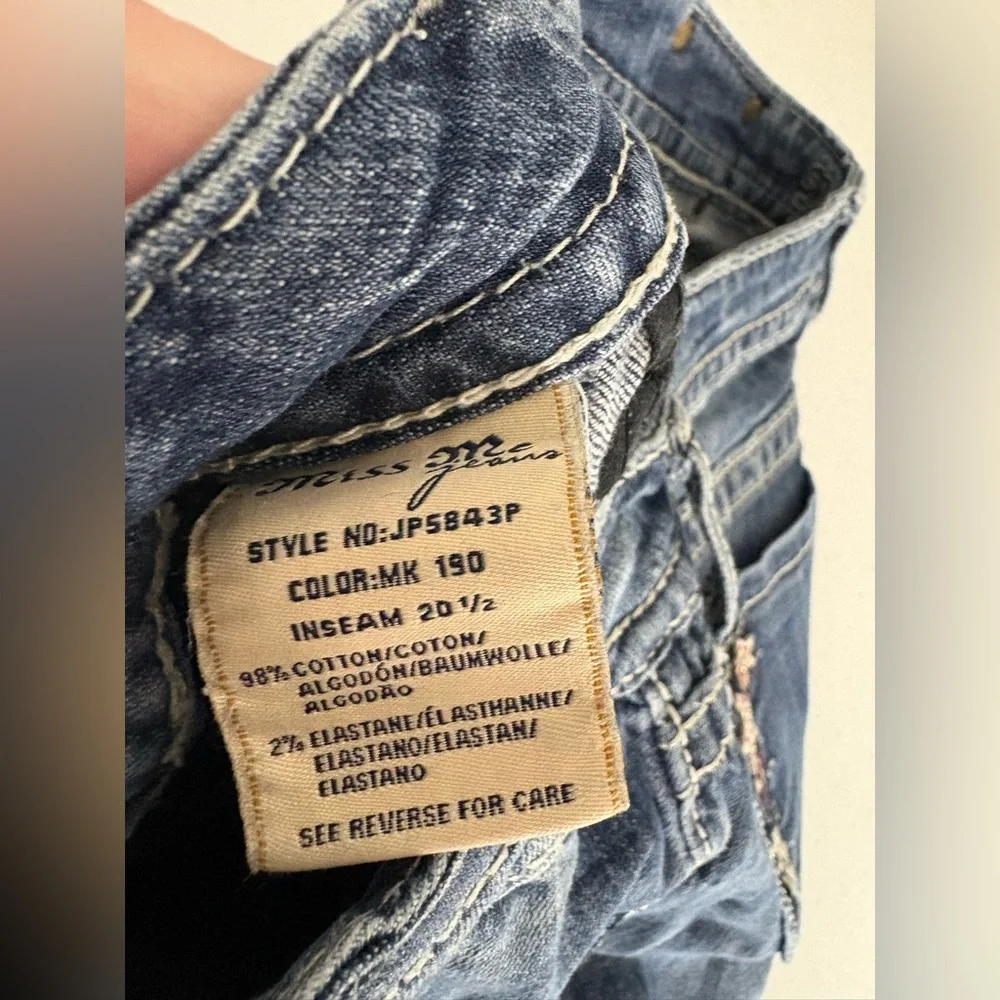 Miss Me
jeans
STYLE NO:JP5843P
COLOR:MK 190
INSEAM 20 1/2
98% COTTON/COTON/
ALGODÓN/BAUMWOLLE/
ALGODÃO
2% ELASTANE/ÉLASTHANNE/
ELASTANO/ELASTAN/
ELASTANO
SEE REVERSE FOR CARE